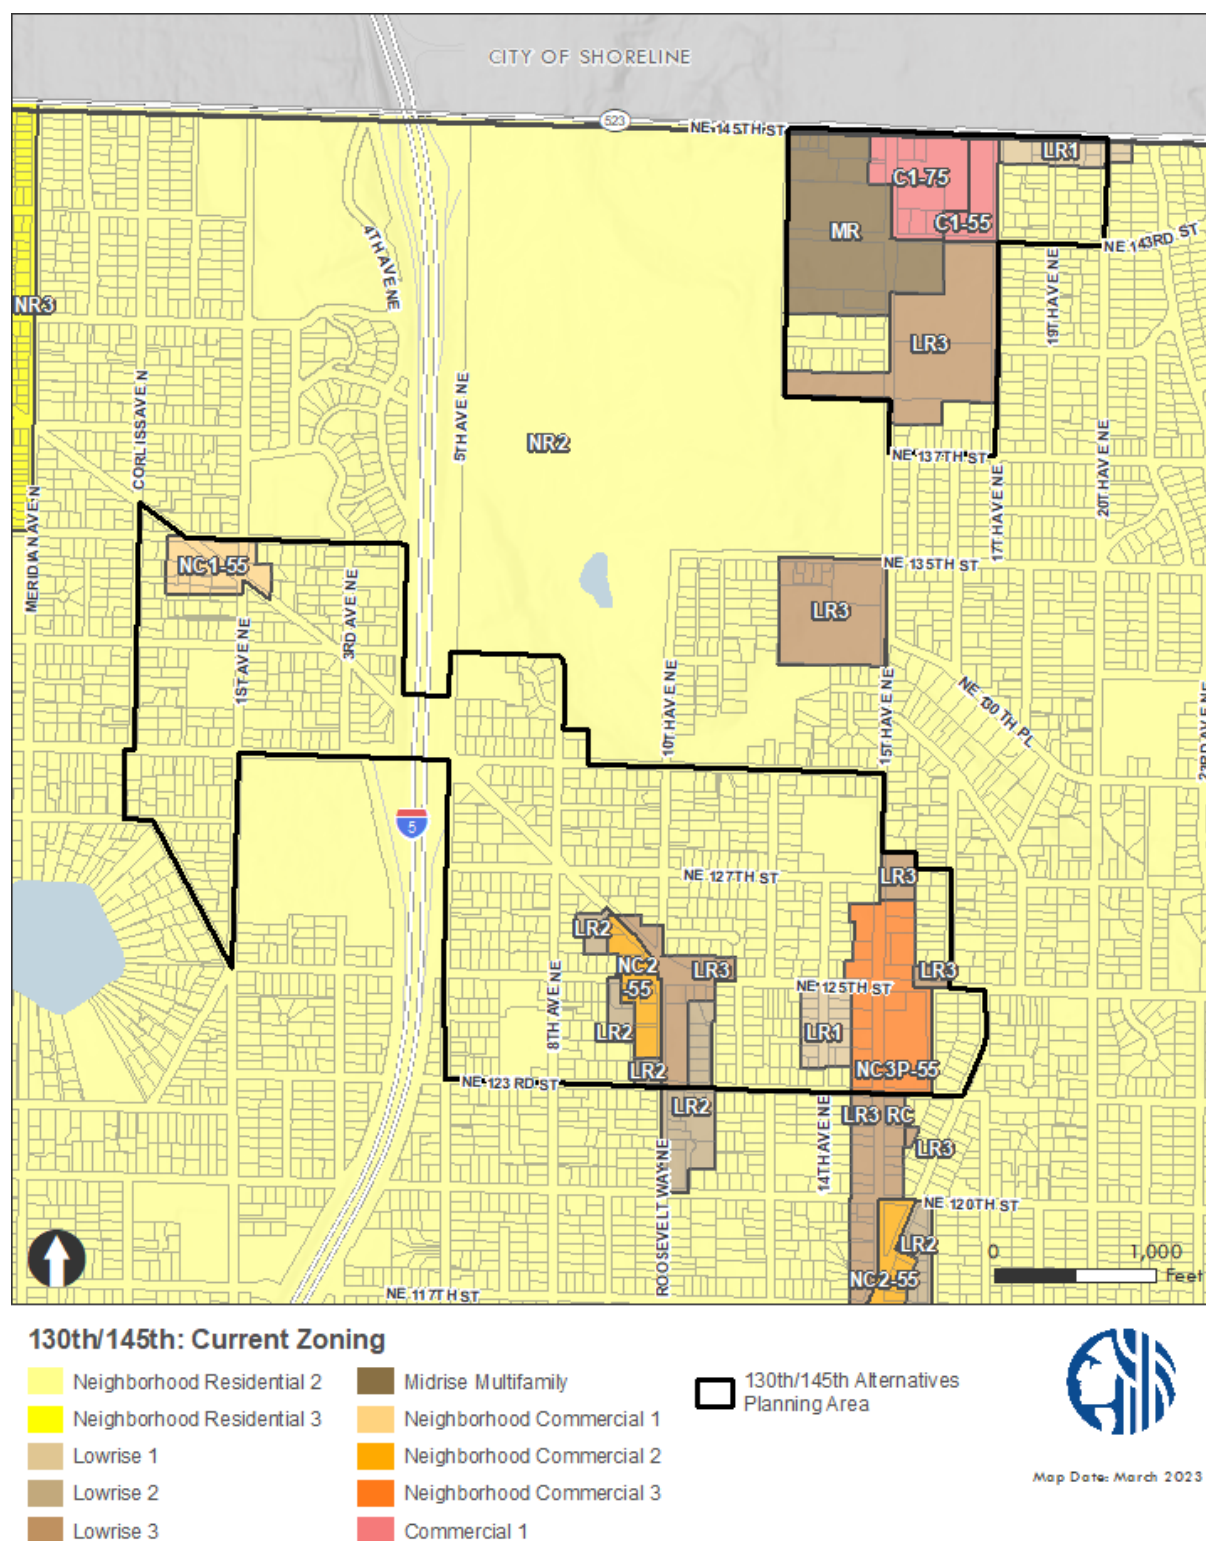 CITY OF SHORELINE
523
NE 145TH ST
LR1
C1-75
C1-55
MR
NE 143RD ST
4TH AVE NE
19TH AVE NE
NR3
LR3
CORLISS AVE N
5TH AVE NE
NR2
NE 137TH ST
20TH AVE NE
17TH AVE NE
MERIDIAN AVE N
NC1-55
NE 135TH ST
3RD AVE NE
LR3
1ST AVE NE
10TH AVE NE
15TH AVE NE
NE 130TH PL
23RD AVE NE
5
NE 127TH ST
LR3
LR2
NC2
-55
LR3
LR3
NE 125TH ST
8TH AVE NE
LR2
LR1
LR2
NC3P-55
NE 123RD ST
LR2
LR3 RC
14TH AVE NE
LR3
ROOSEVELT WAY NE
NE 120TH ST
LR2
NC2-55
0 1,000
Feet
NE 117TH ST
130th/145th: Current Zoning
Neighborhood Residential 2
Neighborhood Residential 3
Lowrise 1
Lowrise 2
Lowrise 3
Midrise Multifamily
Neighborhood Commercial 1
Neighborhood Commercial 2
Neighborhood Commercial 3
Commercial 1
130th/145th Alternatives
Planning Area
Map Date: March 2023